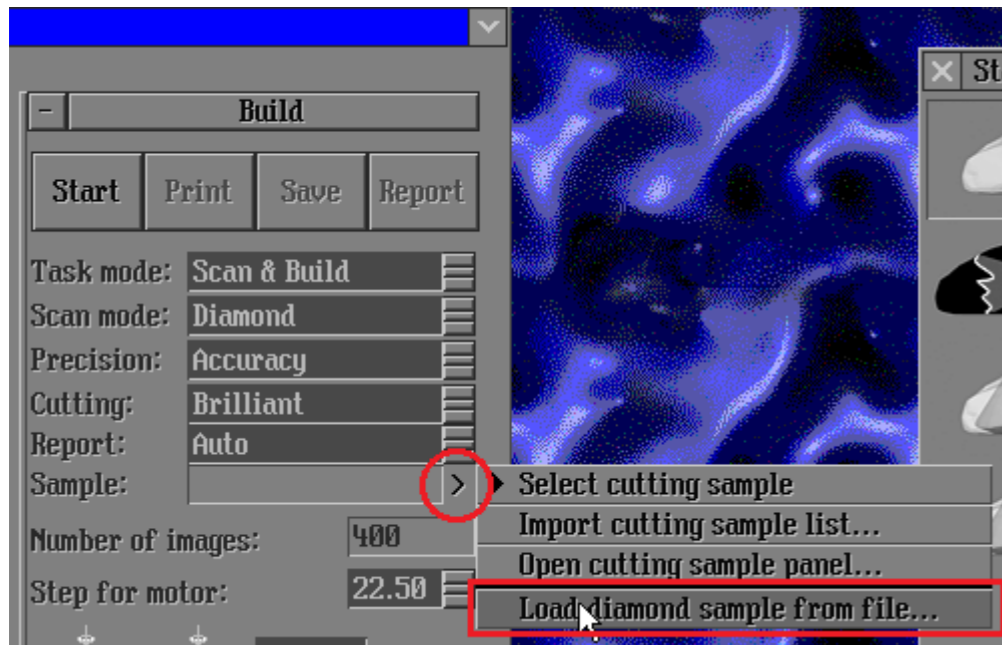 St
Build
Start Print Save Report
Task mode: Scan & Build
Scan mode: Diamond
Precision: Accuracy
Cutting: Brilliant
Report: Auto
Sample: >
Select cutting sample
Import cutting sample list...
Number of images: 400
Open cutting sample panel...
Step for motor: 22.50
Load diamond sample from file...